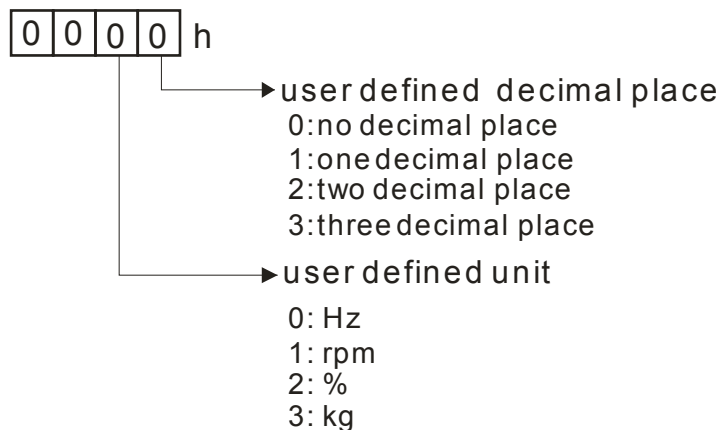 0 0 0 0 h
user defined decimal place
0:no decimal place
1:one decimal place
2:two decimal place
3:three decimal place
user defined unit
0: Hz
1: rpm
2: %
3: kg